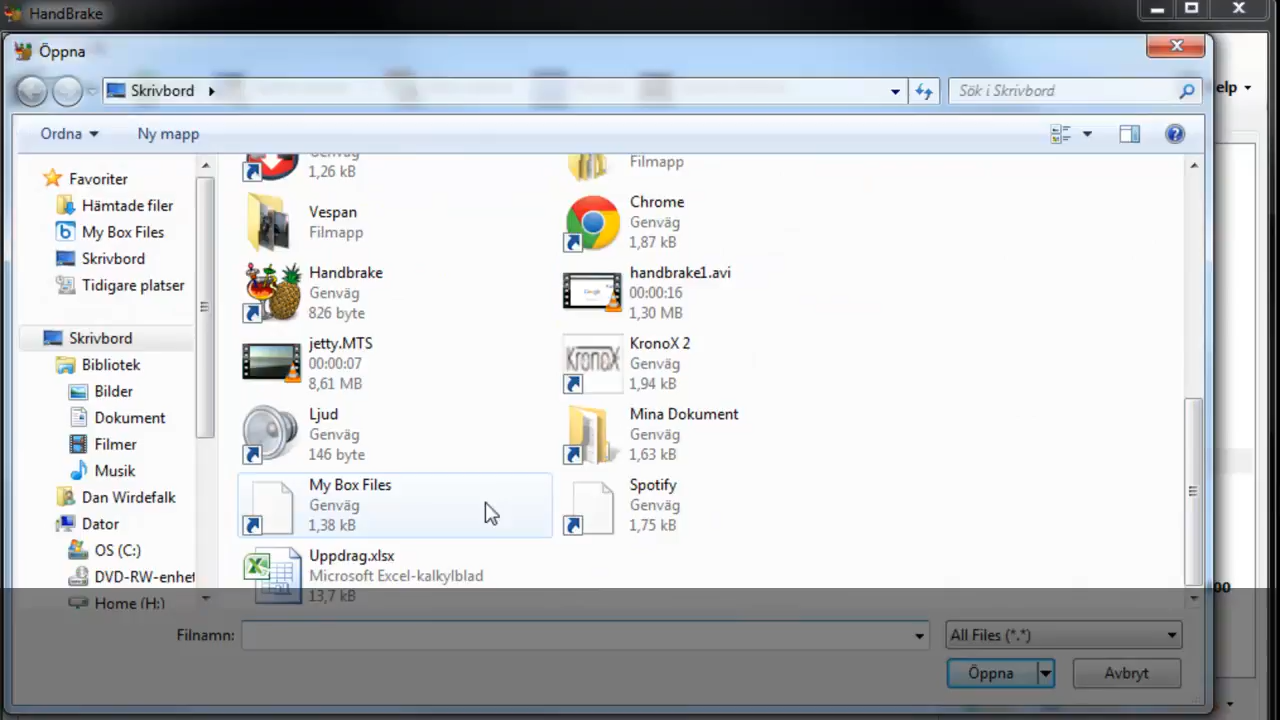 HandBrake
Öppna
Skrivbord
Sök i Skrivbord
elp
Ordna
Ny mapp
Favoriter
Hämtade filer
My Box Files
Skrivbord
Tidigare platser
Skrivbord
Bibliotek
Bilder
Dokument
Filmer
Musik
Dan Wirdefalk
Dator
OS (C:)
DVD-RW-enhet
Home (H:)
Genväg
1,26 kB
Filmapp
Vespan
Filmapp
Chrome
Genväg
1,87 kB
Handbrake
Genväg
826 byte
handbrake1.avi
00:00:16
1,30 MB
jetty.MTS
00:00:07
8,61 MB
KronoX 2
Genväg
1,94 kB
Ljud
Genväg
146 byte
Mina Dokument
Genväg
1,63 kB
My Box Files
Genväg
1,38 kB
Spotify
Genväg
1,75 kB
Uppdrag.xlsx
Microsoft Excel-kalkylblad
13,7 kB
00
Filnamn:
All Files (*.*)
Öppna
Avbryt